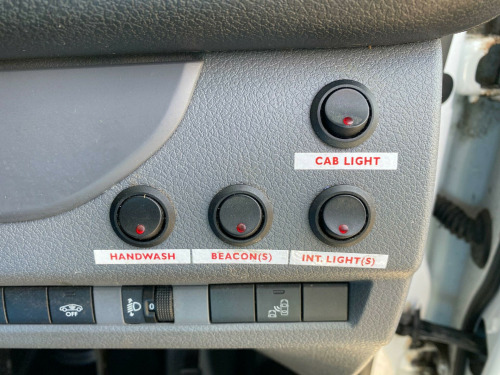 CAB LIGHT
HANDWASH
BEACON(S)
INT. LIGHT(S)
OFF